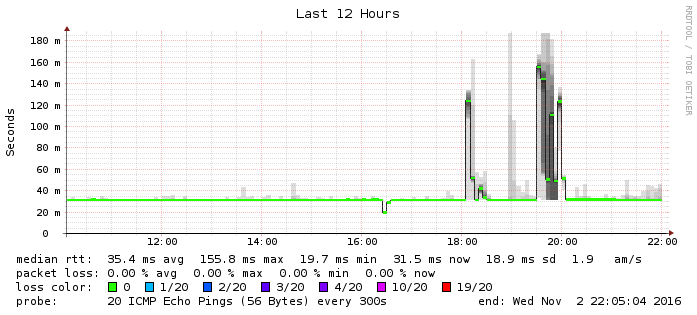 Last 12 Hours
RRDTOOL / TOBI OETIKER
Seconds
180 m
160 m
140 m
120 m
100 m
80 m
60 m
40 m
20 m
0
12:00 14:00 16:00 18:00 20:00 22:00
median rtt: 35.4 ms avg 155.8 ms max 19.7 ms min 31.5 ms now 18.9 ms sd 1.9 am/s
packet loss: 0.00 % avg 0.00 % max 0.00 % min 0.00 % now
loss color: 0 1/20 2/20 3/20 4/20 10/20 19/20
probe: 20 ICMP Echo Pings (56 Bytes) every 300s end: Wed Nov 2 22:05:04 2016